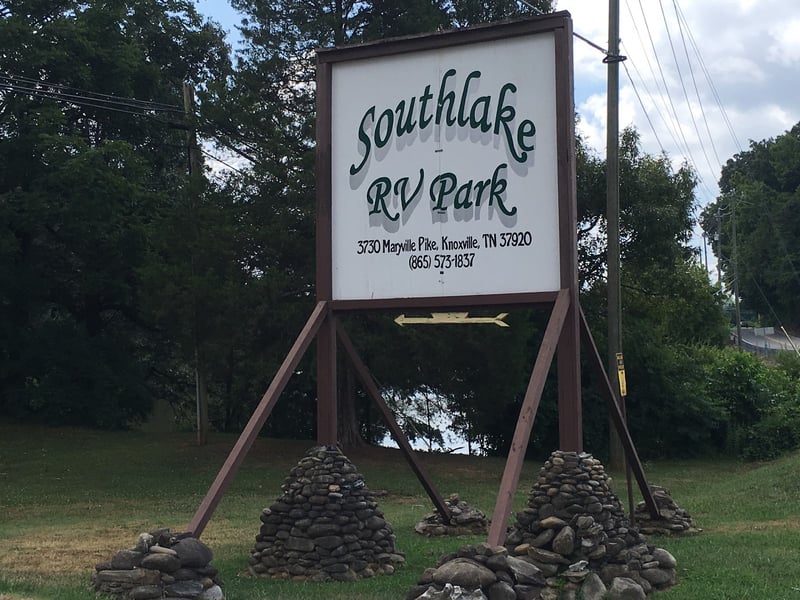 Southlake
RV Park
3730 Maryville Pike, Knoxville, TN 37920
(865) 573-1837